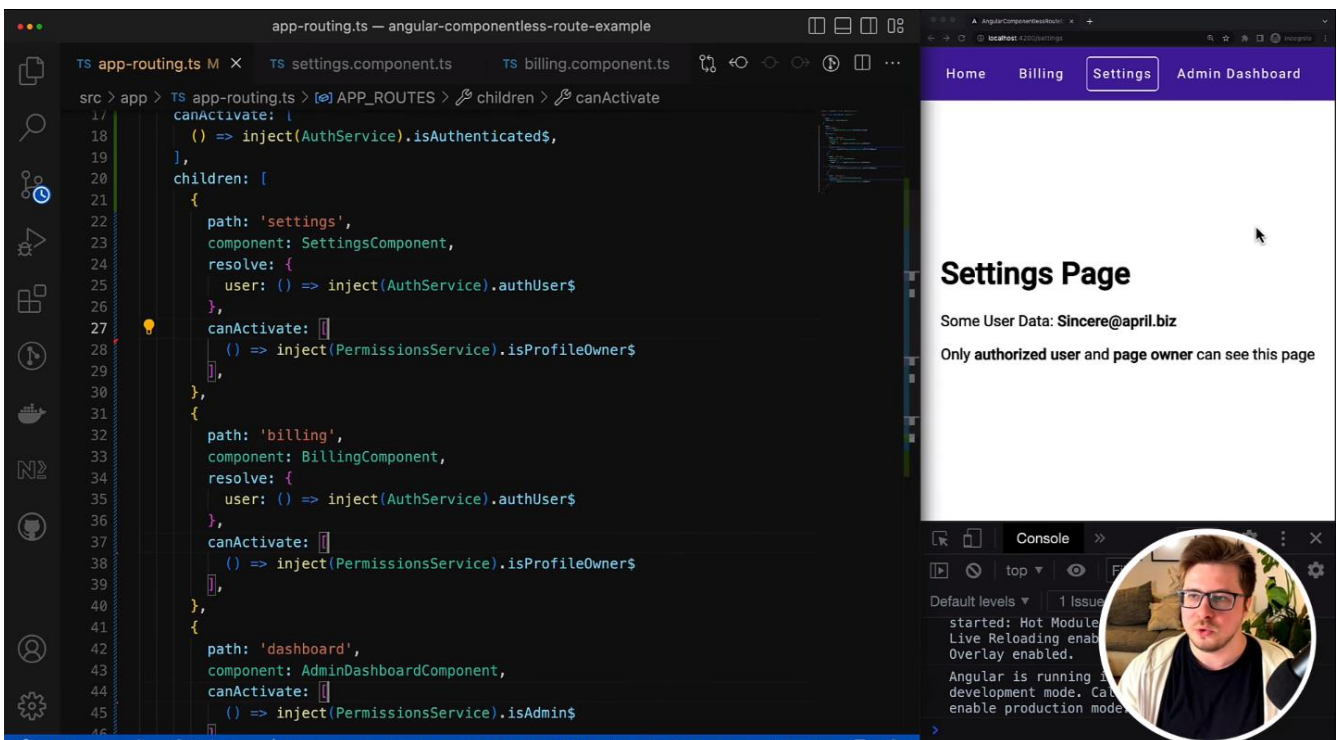 app-routing.ts — angular-componentless-route-example
TS app-routing.ts M
TS settings.component.ts
TS billing.component.ts
src > app > TS app-routing.ts > APP_ROUTES > children > canActivate
17 canActivate: [
18 () => inject(AuthService).isAuthenticated$,
19 ],
20 children: [
21 {
22 path: 'settings',
23 component: SettingsComponent,
24 resolve: {
25 user: () => inject(AuthService).authUser$
26 },
27 canActivate: [
28 () => inject(PermissionsService).isProfileOwner$
29 ],
30 },
31 {
32 path: 'billing',
33 component: BillingComponent,
34 resolve: {
35 user: () => inject(AuthService).authUser$
36 },
37 canActivate: [
38 () => inject(PermissionsService).isProfileOwner$
39 ],
40 },
41 {
42 path: 'dashboard',
43 component: AdminDashboardComponent,
44 canActivate: [
45 () => inject(PermissionsService).isAdmin$
46 ]
localhost:4200/settings
Incognito
Home Billing Settings Admin Dashboard
Settings Page
Some User Data: Sincere@april.biz
Only authorized user and page owner can see this page
Console
top
Default levels 1 Issue
started: Hot Module
Live Reloading enab
Overlay enabled.
Angular is running i
development mode. Cal
enable production mode.